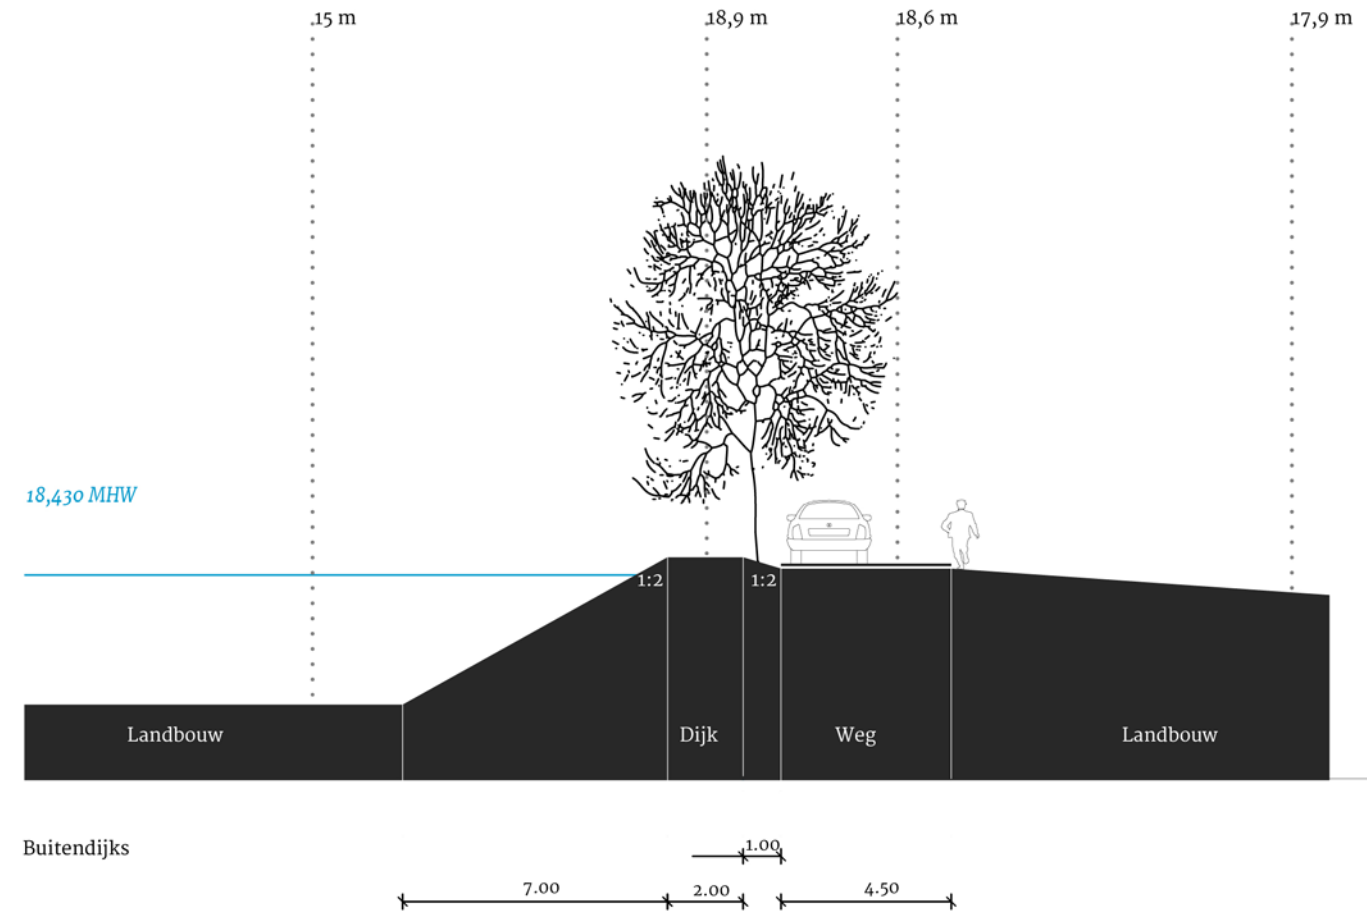 15 m
18,9 m
18,6 m
17,9 m
18,430 MHW
1:2
1:2
Landbouw
Dijk
Weg
Landbouw
Buitendijks
1.00
7.00
2.00
4.50